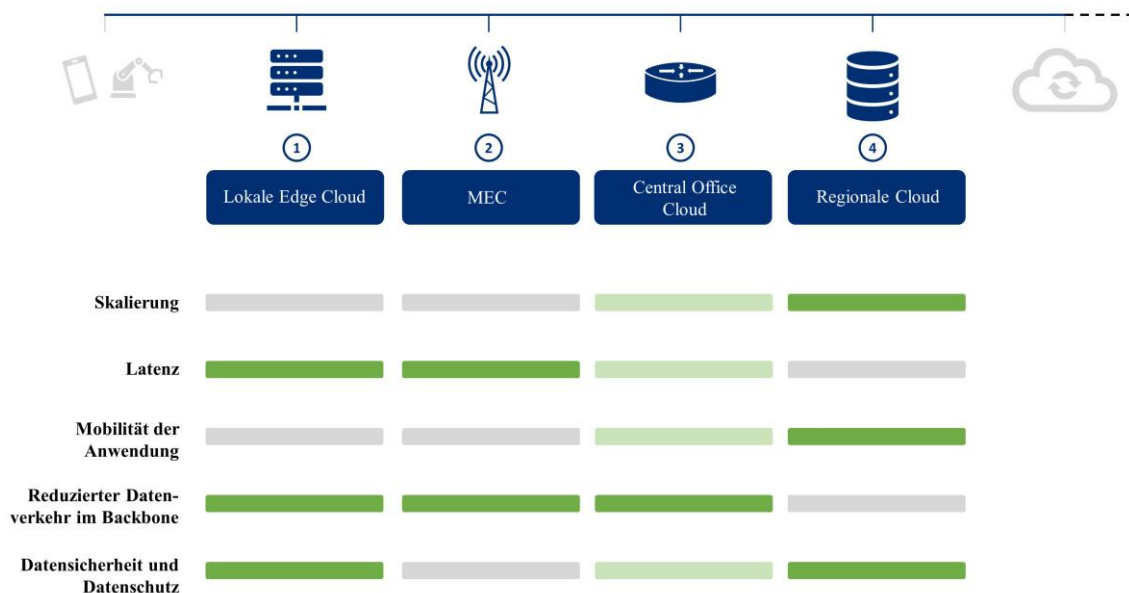 1
2
3
4
Lokale Edge Cloud
MEC
Central Office
Cloud
Regionale Cloud
Skalierung
Latenz
Mobilität der
Anwendung
Reduzierter Daten-
verkehr im Backbone
Datensicherheit und
Datenschutz